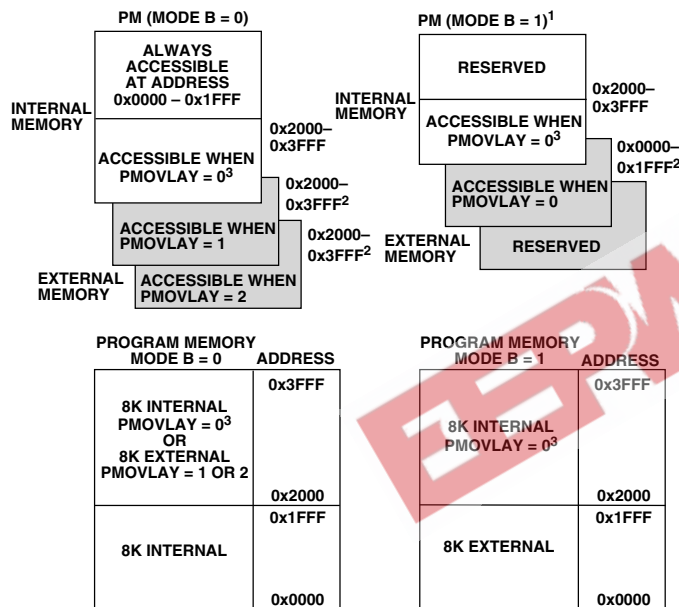 PM (MODE B = 0)
ALWAYS
ACCESSIBLE
AT ADDRESS
0x0000 – 0x1FFF
INTERNAL
MEMORY
0x2000–
0x3FFF
ACCESSIBLE WHEN
PMOVLAY = 0³
0x2000–
0x3FFF²
ACCESSIBLE WHEN
PMOVLAY = 1
0x2000–
0x3FFF²
EXTERNAL
MEMORY
ACCESSIBLE WHEN
PMOVLAY = 2
PM (MODE B = 1)¹
RESERVED
INTERNAL
MEMORY
0x2000–
0x3FFF
ACCESSIBLE WHEN
PMOVLAY = 0³
0x0000–
0x1FFF²
ACCESSIBLE WHEN
PMOVLAY = 0
EXTERNAL
MEMORY
RESERVED
PROGRAM MEMORY
MODE B = 0
ADDRESS
8K INTERNAL
PMOVLAY = 0³
OR
8K EXTERNAL
PMOVLAY = 1 OR 2
0x3FFF
0x2000
8K INTERNAL
0x1FFF
0x0000
PROGRAM MEMORY
MODE B = 1
ADDRESS
8K INTERNAL
PMOVLAY = 0³
0x3FFF
0x2000
8K EXTERNAL
0x1FFF
0x0000